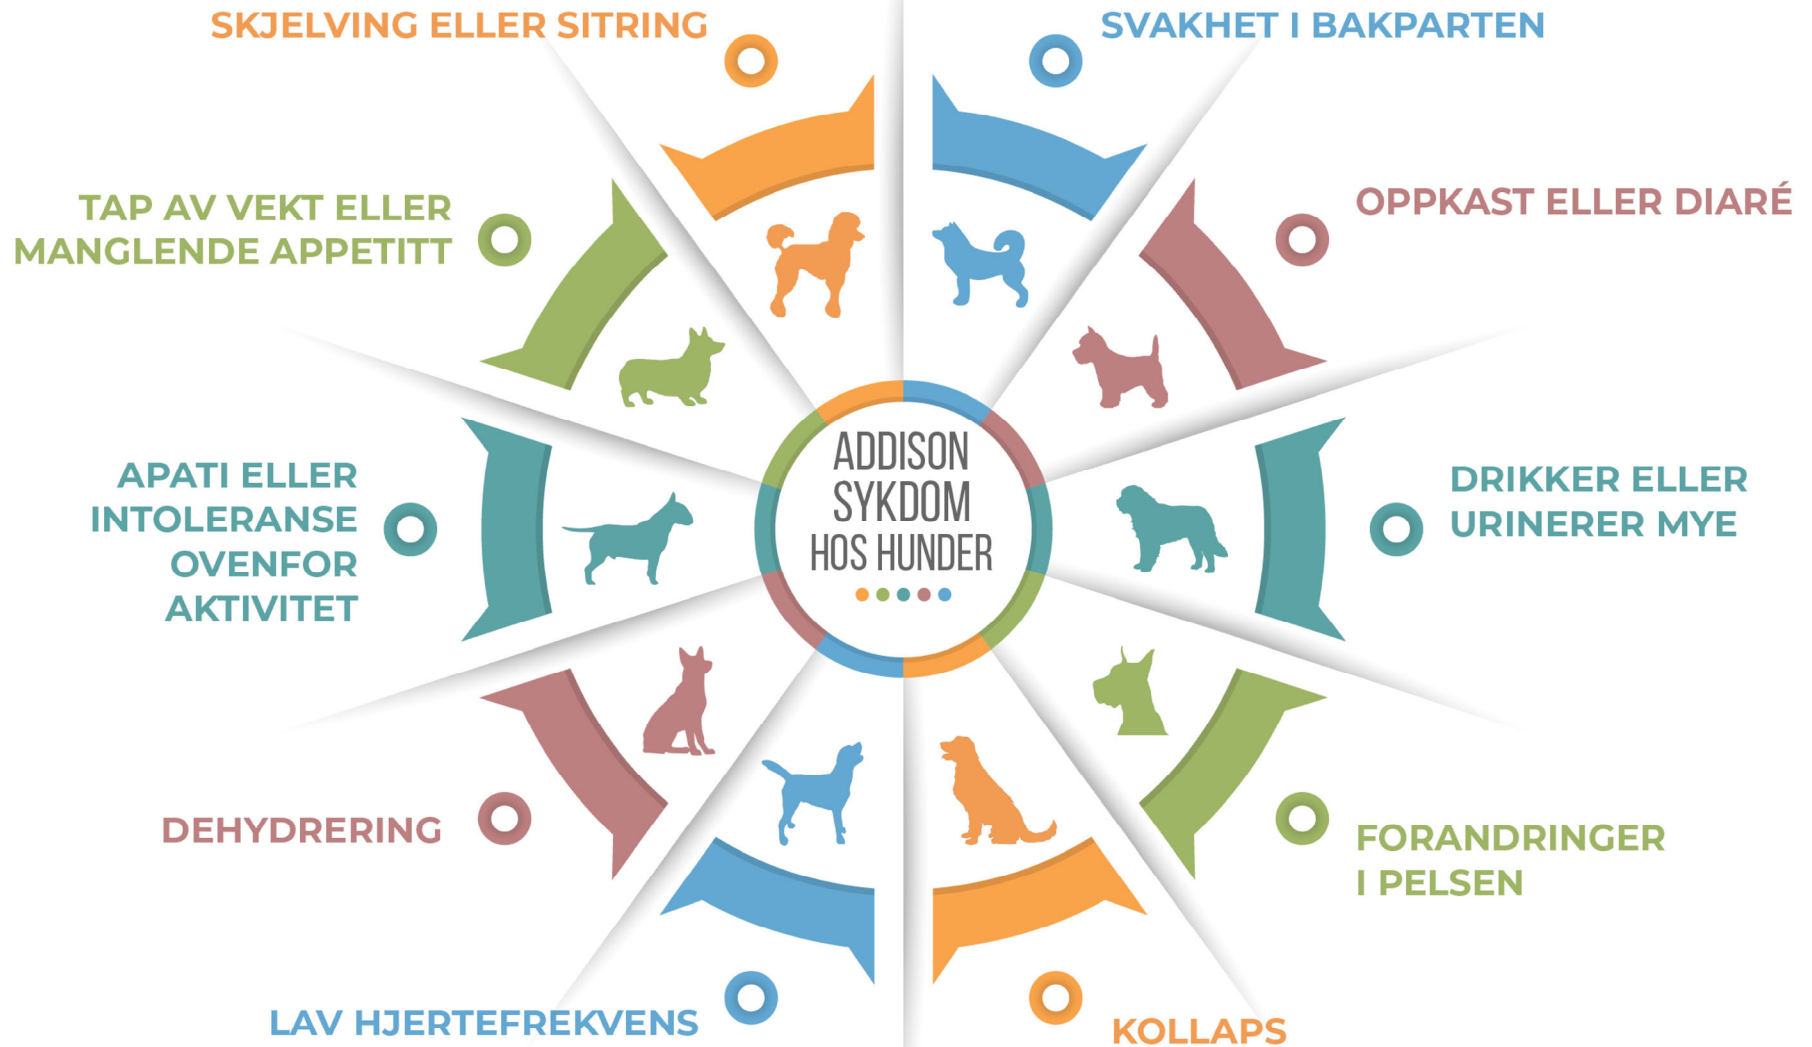 SKJELVING ELLER SITRING
SVAKHET I BAKPARTEN
TAP AV VEKT ELLER
MANGLENDE APPETITT
OPPKAST ELLER DIARÉ
APATI ELLER
INTOLERANSE
OVENFOR
AKTIVITET
ADDISON
SYKDOM
HOS HUNDER
DRIKKER ELLER
URINERER MYE
DEHYDRERING
FORANDRINGER
I PELSEN
LAV HJERTEFREKVENS
KOLLAPS